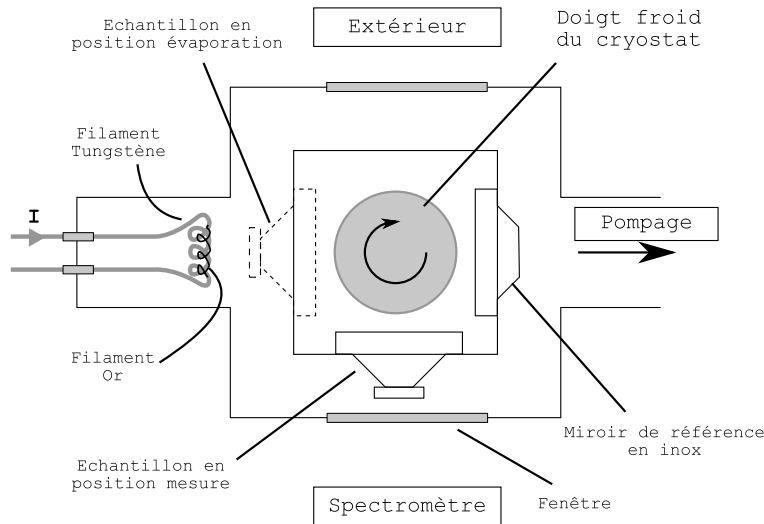 Echantillon en
position évaporation
Extérieur
Doigt froid
du cryostat
Filament
Tungstène
I
Pompage
Filament
Or
Miroir de référence
en inox
Echantillon en
position mesure
Spectromètre
Fenêtre